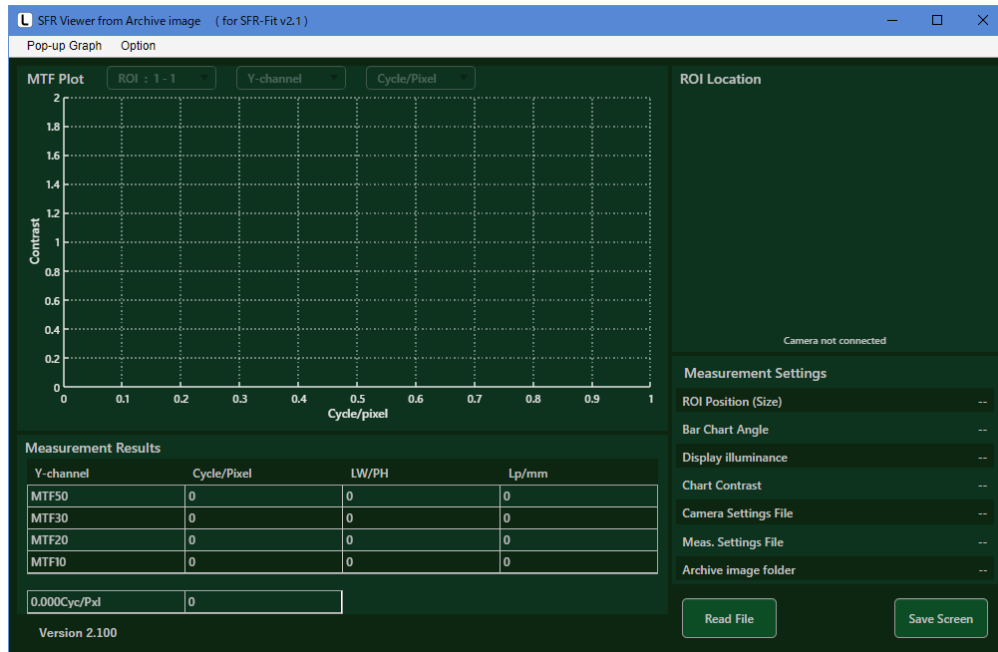 L SFR Viewer from Archive image ( for SFR-Fit v2.1 )
Pop-up Graph Option
MTF Plot ROI : 1 - 1 Y-channel Cycle/Pixel
2
1.8
1.6
1.4
1.2
1
0.8
0.6
0.4
0.2
0
Contrast
0 0.1 0.2 0.3 0.4 0.5 0.6 0.7 0.8 0.9 1
Cycle/pixel
ROI Location
Camera not connected
Measurement Settings
ROI Position (Size) --
Bar Chart Angle --
Display illuminance --
Chart Contrast --
Camera Settings File --
Meas. Settings File --
Archive image folder --
Measurement Results
Y-channel Cycle/Pixel LW/PH Lp/mm
MTF50 0 0 0
MTF30 0 0 0
MTF20 0 0 0
MTF10 0 0 0
0.000Cyc/Pxl 0
Version 2.100
Read File Save Screen